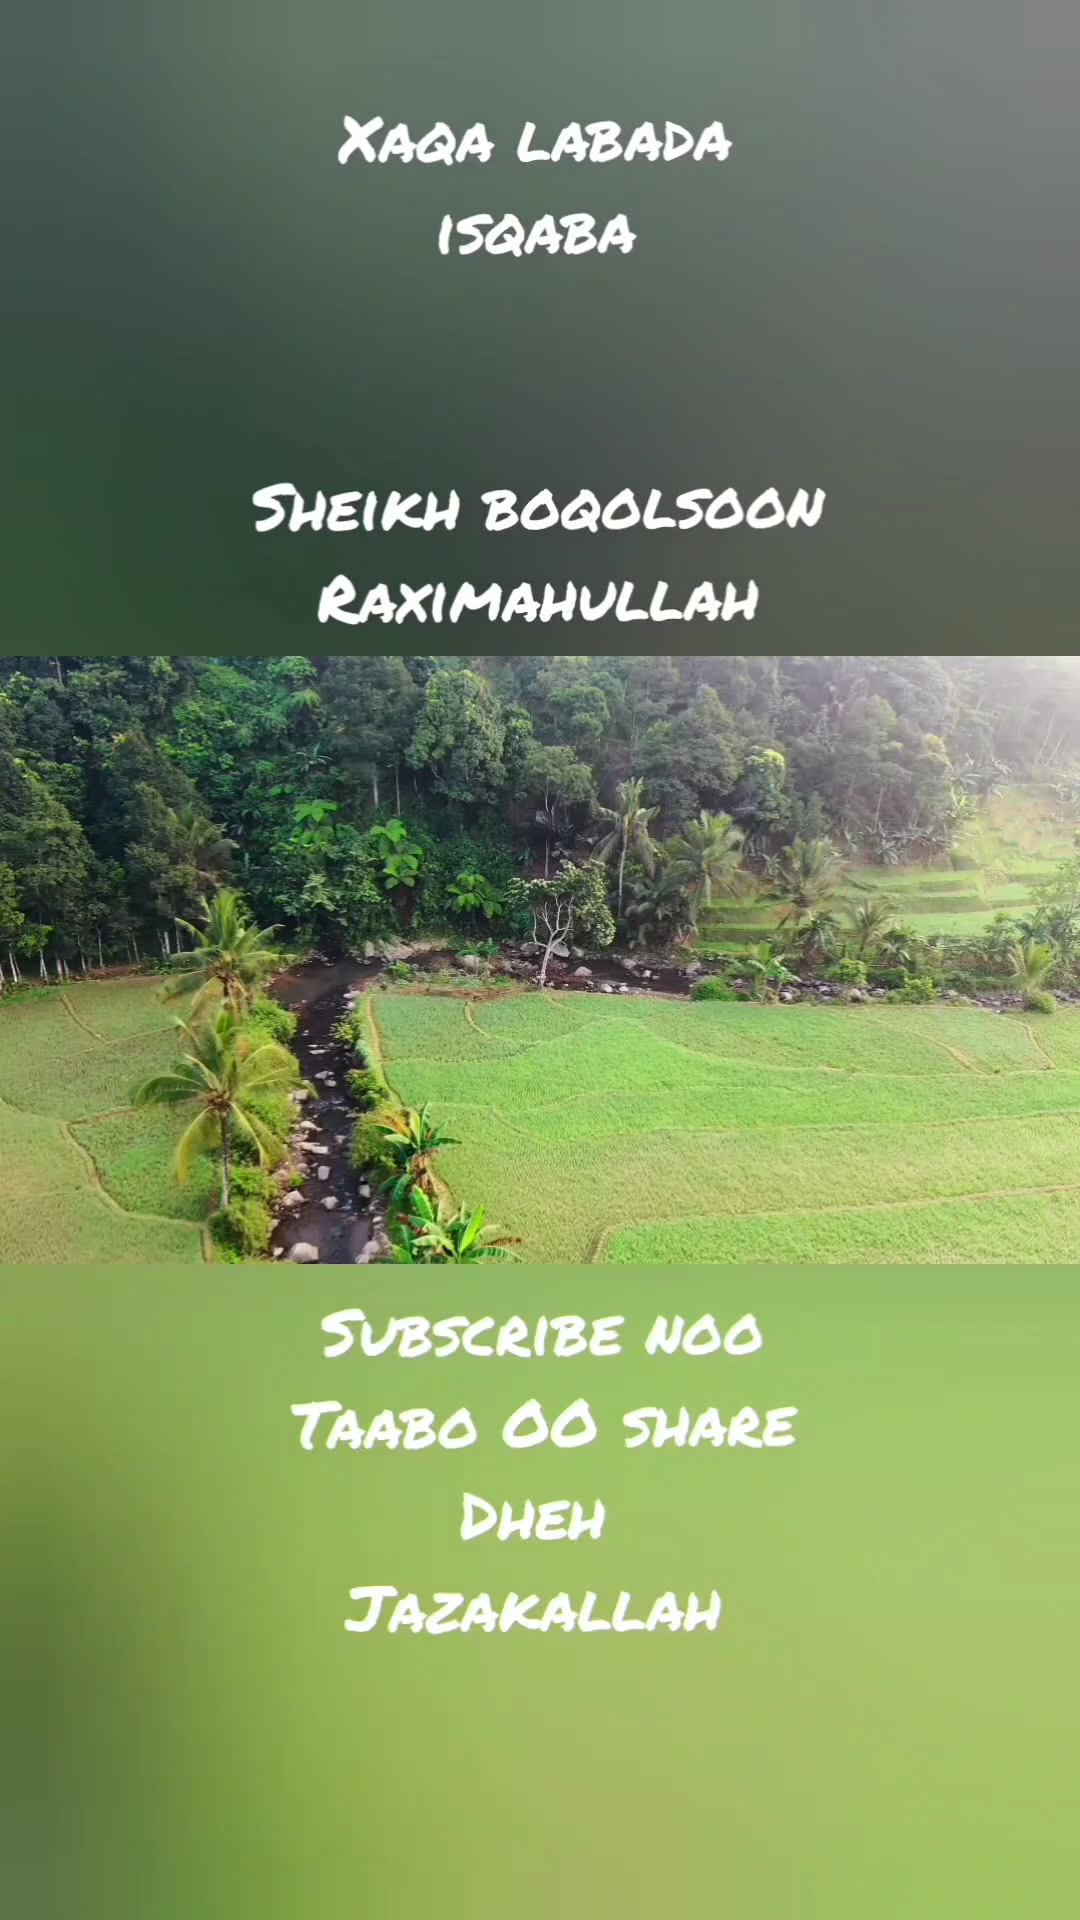 Xaqa labada
isqaba
Sheikh boqolsoon
Raximahullah
Subscribe noo
Taabo OO share
Dheh
Jazakallah